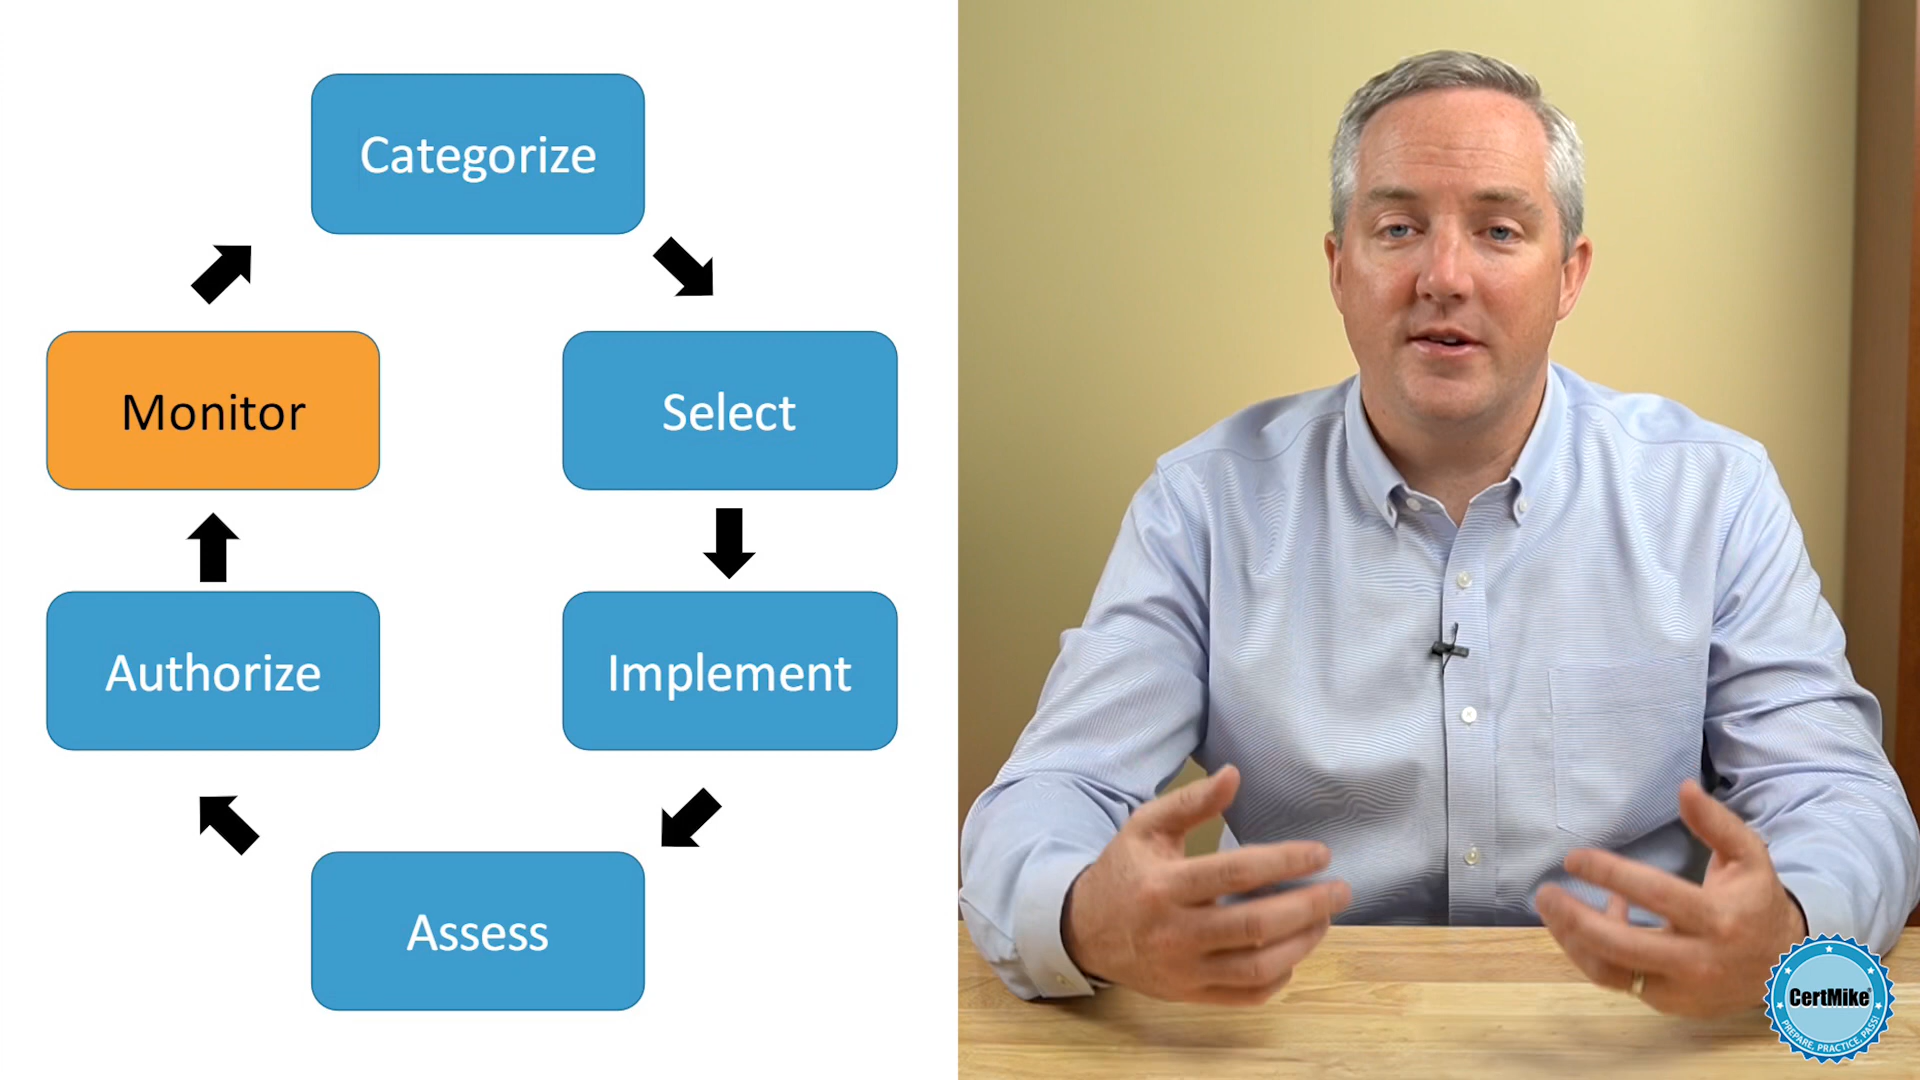 Categorize
Monitor
Select
Authorize
Implement
Assess
CertMike®
PREPARE, PRACTICE, PASS!